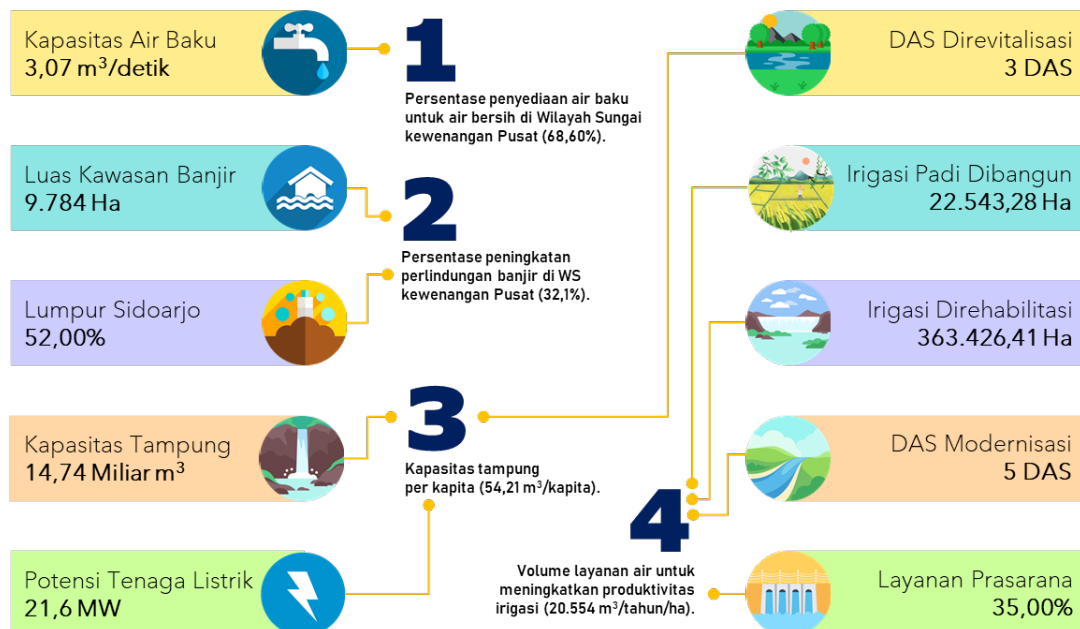 Kapasitas Air Baku
3,07 m³/detik
1
Persentase penyediaan air baku
untuk air bersih di Wilayah Sungai
kewenangan Pusat (68,60%).
DAS Direvitalisasi
3 DAS
Luas Kawasan Banjir
9.784 Ha
2
Persentase peningkatan
perlindungan banjir di WS
kewenangan Pusat (32,1%).
Irigasi Padi Dibangun
22.543,28 Ha
Lumpur Sidoarjo
52,00%
Irigasi Direhabilitasi
363.426,41 Ha
Kapasitas Tampung
14,74 Miliar m³
3
Kapasitas tampung
per kapita (54,21 m³/kapita).
DAS Modernisasi
5 DAS
Potensi Tenaga Listrik
21,6 MW
4
Volume layanan air untuk
meningkatkan produktivitas
irigasi (20.554 m³/tahun/ha).
Layanan Prasarana
35,00%